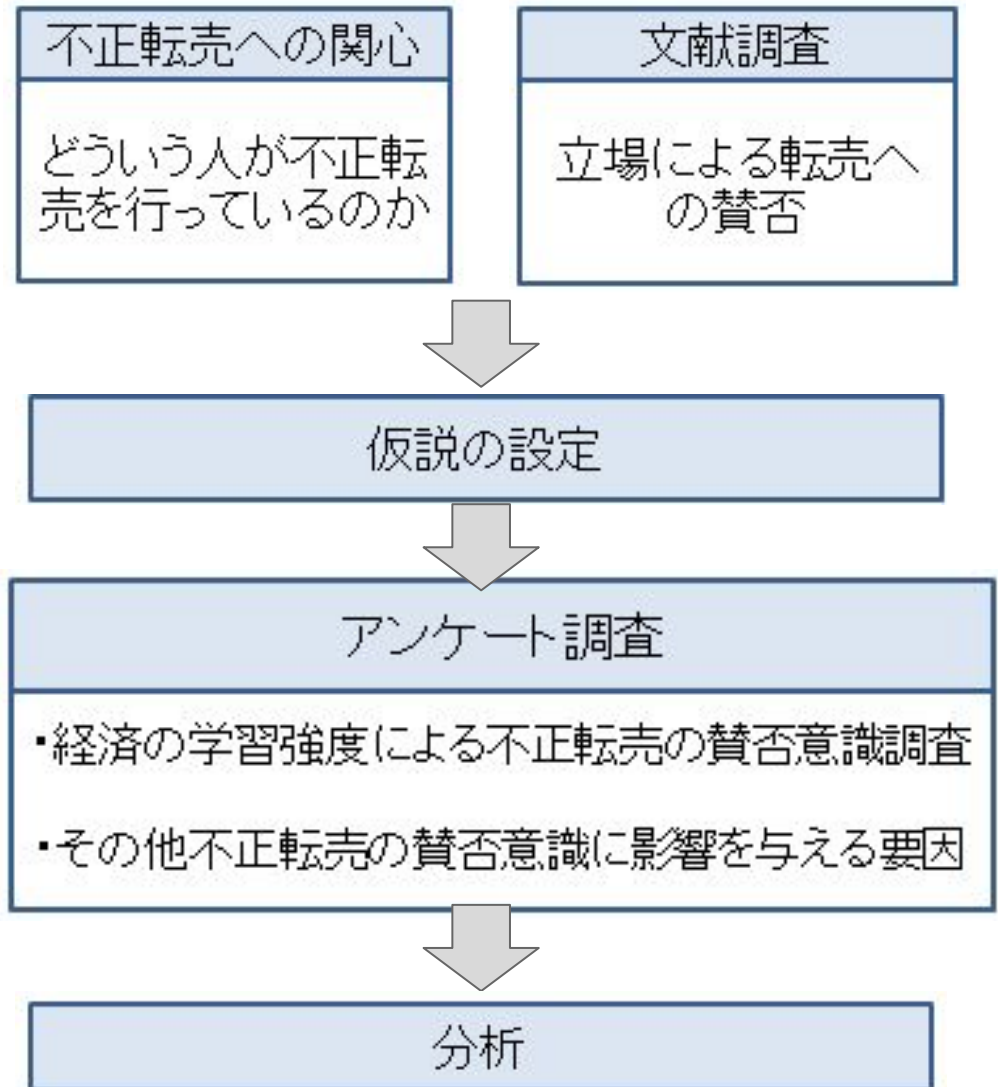 不正転売への関心
どういう人が不正転
売を行っているのか
文献調査
立場による転売へ
の賛否
仮説の設定
アンケート調査
・経済の学習強度による不正転売の賛否意識調査
・その他不正転売の賛否意識に影響を与える要因
分析